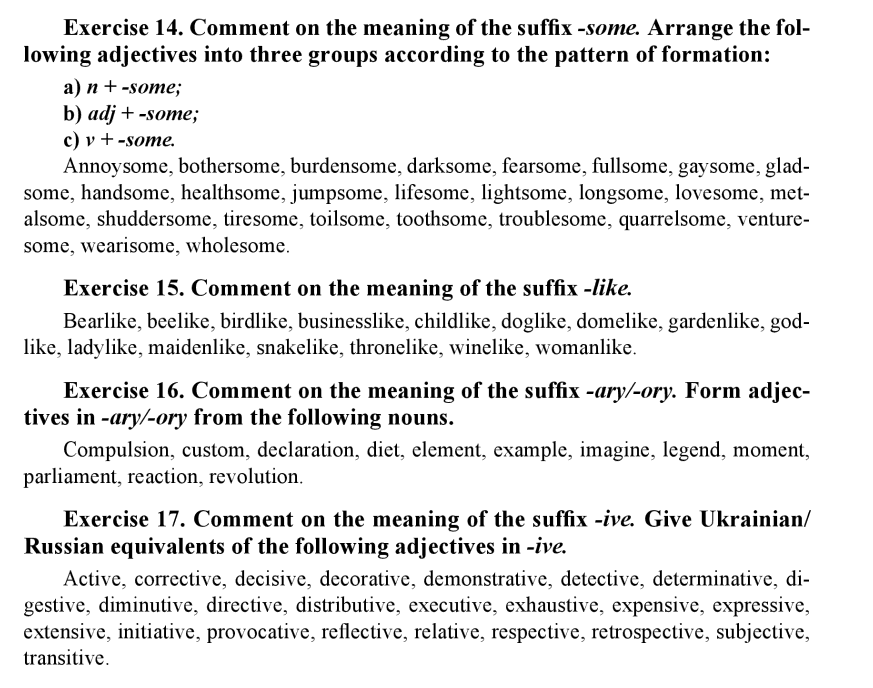 Exercise 14. Comment on the meaning of the suffix -some. Arrange the fol-
lowing adjectives into three groups according to the pattern of formation:
a) n + -some;
b) adj + -some;
c) v + -some.
Annoysome, bothersome, burdensome, darksome, fearsome, fullsome, gaysome, glad-
some, handsome, healthsome, jumpsome, lifesome, lightsome, longsome, lovesome, met-
alsome, shuddersome, tiresome, toilsome, toothsome, troublesome, quarrelsome, venture-
some, wearisome, wholesome.
Exercise 15. Comment on the meaning of the suffix -like.
Bearlike, beelike, birdlike, businesslike, childlike, doglike, domelike, gardenlike, god-
like, ladylike, maidenlike, snakelike, thronelike, winelike, womanlike.
Exercise 16. Comment on the meaning of the suffix -ary/-ory. Form adjec-
tives in -ary/-ory from the following nouns.
Compulsion, custom, declaration, diet, element, example, imagine, legend, moment,
parliament, reaction, revolution.
Exercise 17. Comment on the meaning of the suffix -ive. Give Ukrainian/
Russian equivalents of the following adjectives in -ive.
Active, corrective, decisive, decorative, demonstrative, detective, determinative, di-
gestive, diminutive, directive, distributive, executive, exhaustive, expensive, expressive,
extensive, initiative, provocative, reflective, relative, respective, retrospective, subjective,
transitive.